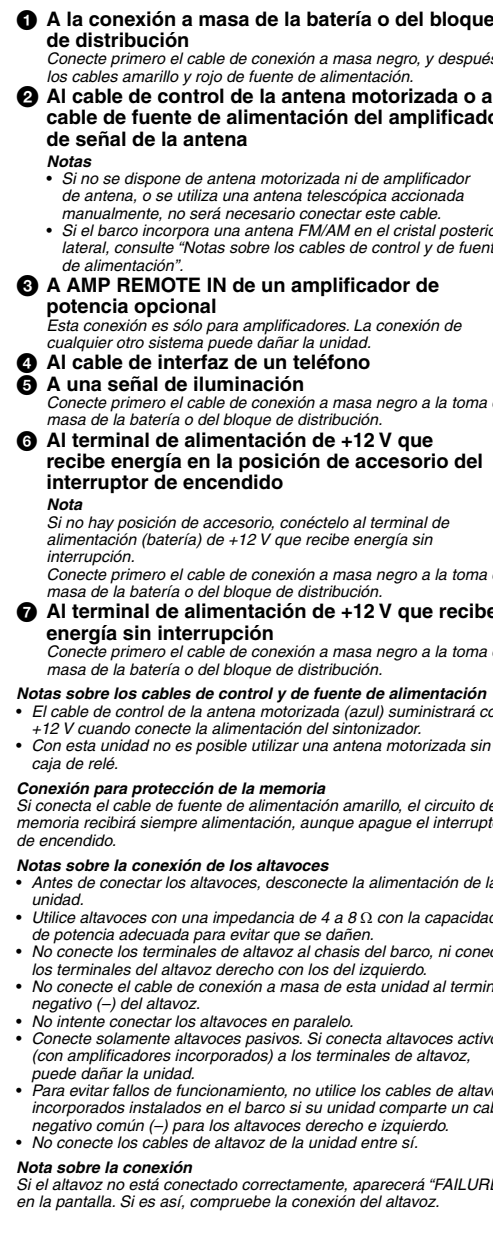 ❶ A la conexión a masa de la batería o del bloque
de distribución
Conecte primero el cable de conexión a masa negro, y después
los cables amarillo y rojo de fuente de alimentación.
❷ Al cable de control de la antena motorizada o a
cable de fuente de alimentación del amplificado
de señal de la antena
Notas
• Si no se dispone de antena motorizada ni de amplificador
de antena, o se utiliza una antena telescópica accionada
manualmente, no será necesario conectar este cable.
• Si el barco incorpora una antena FM/AM en el cristal posterio
lateral, consulte “Notas sobre los cables de control y de fuent
de alimentación”.
❸ A AMP REMOTE IN de un amplificador de
potencia opcional
Esta conexión es sólo para amplificadores. La conexión de
cualquier otro sistema puede dañar la unidad.
❹ Al cable de interfaz de un teléfono
❺ A una señal de iluminación
Conecte primero el cable de conexión a masa negro a la toma
masa de la batería o del bloque de distribución.
❻ Al terminal de alimentación de +12 V que
recibe energía en la posición de accesorio del
interruptor de encendido
Nota
Si no hay posición de accesorio, conéctelo al terminal de
alimentación (batería) de +12 V que recibe energía sin
interrupción.
Conecte primero el cable de conexión a masa negro a la toma
masa de la batería o del bloque de distribución.
❼ Al terminal de alimentación de +12 V que recibe
energía sin interrupción
Conecte primero el cable de conexión a masa negro a la toma
masa de la batería o del bloque de distribución.
Notas sobre los cables de control y de fuente de alimentación
• El cable de control de la antena motorizada (azul) suministrará co
+12 V cuando conecte la alimentación del sintonizador.
• Con esta unidad no es posible utilizar una antena motorizada sin
caja de relé.
Conexión para protección de la memoria
Si conecta el cable de fuente de alimentación amarillo, el circuito de
memoria recibirá siempre alimentación, aunque apague el interrupt
de encendido.
Notas sobre la conexión de los altavoces
• Antes de conectar los altavoces, desconecte la alimentación de la
unidad.
• Utilice altavoces con una impedancia de 4 a 8 Ω con la capacidad
de potencia adecuada para evitar que se dañen.
• No conecte los terminales de altavoz al chasis del barco, ni conec
los terminales del altavoz derecho con los del izquierdo.
• No conecte el cable de conexión a masa de esta unidad al termin
negativo (–) del altavoz.
• No intente conectar los altavoces en paralelo.
• Conecte solamente altavoces pasivos. Si conecta altavoces activo
(con amplificadores incorporados) a los terminales de altavoz,
puede dañar la unidad.
• Para evitar fallos de funcionamiento, no utilice los cables de altavo
incorporados instalados en el barco si su unidad comparte un cab
negativo común (–) para los altavoces derecho e izquierdo.
• No conecte los cables de altavoz de la unidad entre sí.
Nota sobre la conexión
Si el altavoz no está conectado correctamente, aparecerá “FAILURE
en la pantalla. Si es así, compruebe la conexión del altavoz.